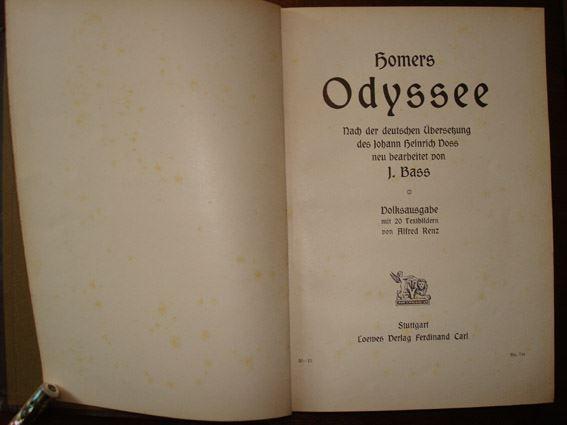 Homers
Odyssee
Nach der deutschen Übersetzung
des Johann Heinrich Voss
neu bearbeitet von
J. Bass
Volksausgabe
mit 20 Textbildern
von Alfred Renz
Stuttgart
Loewes Verlag Ferdinand Carl